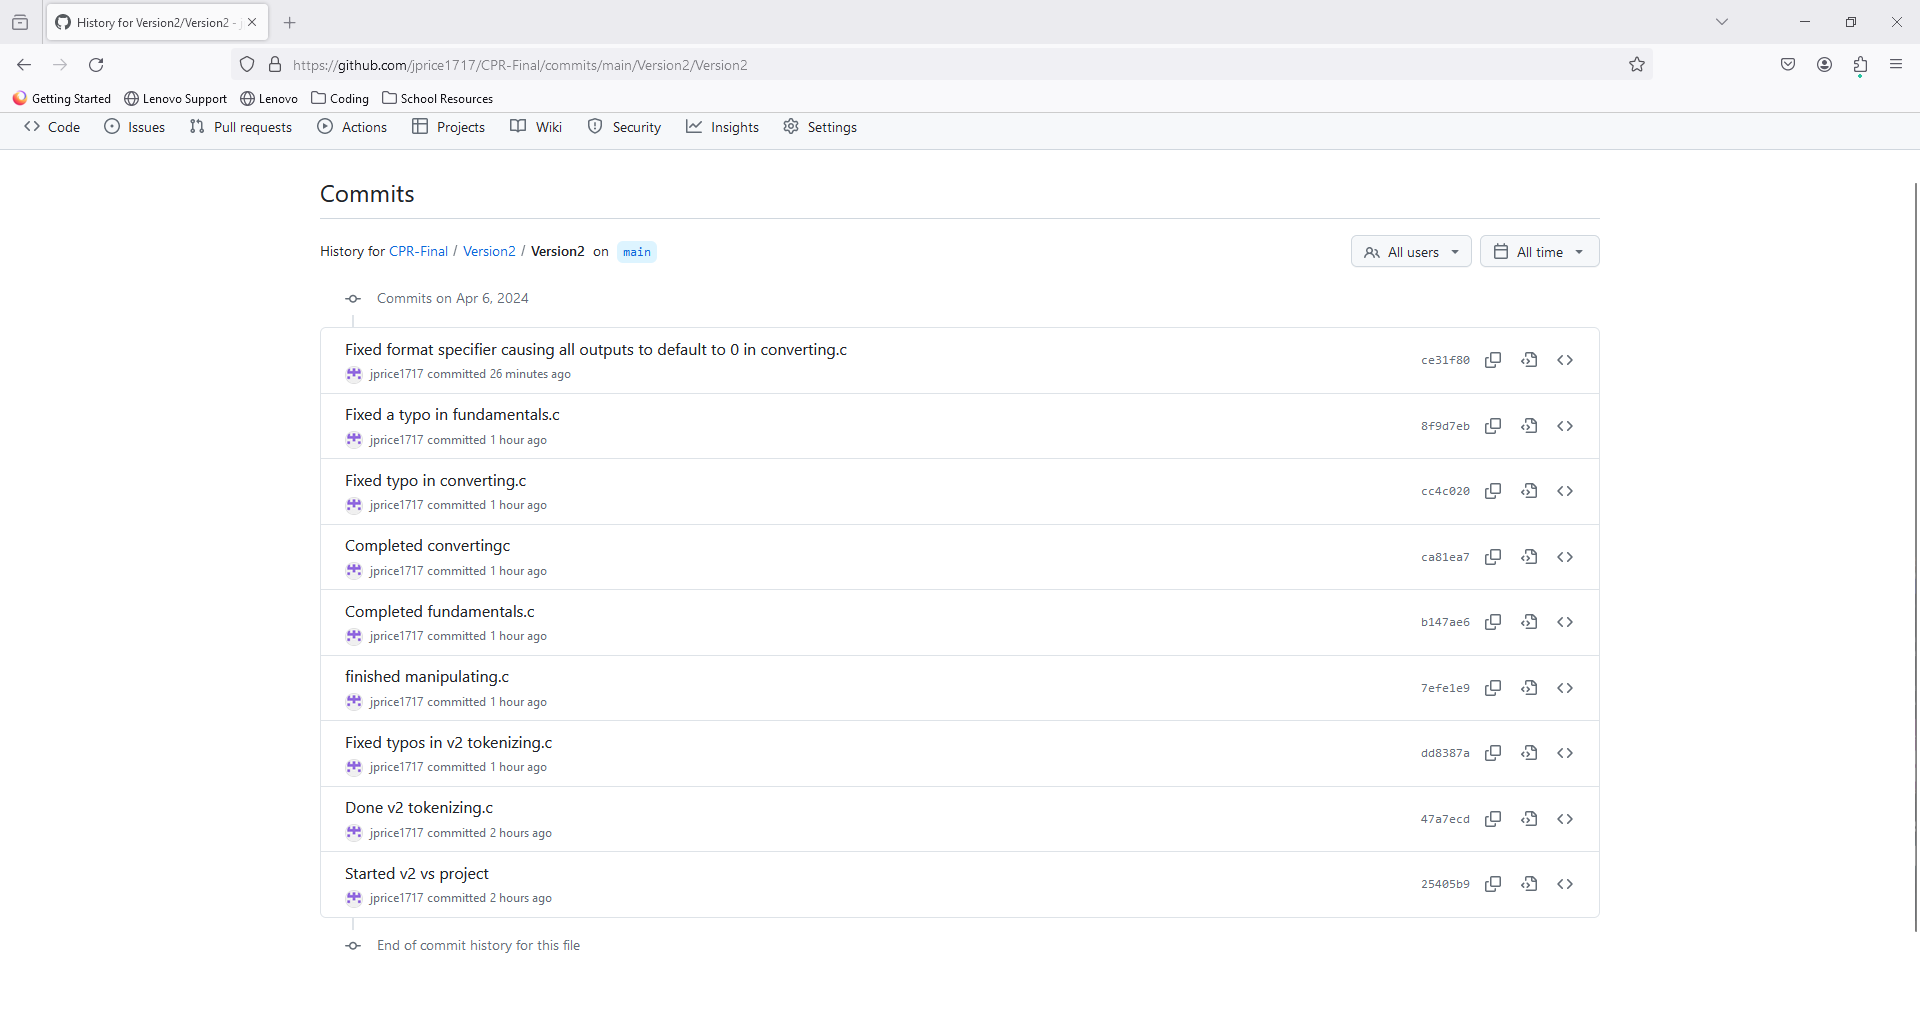 History for Version2/Version2 - j
https://github.com/jprice1717/CPR-Final/commits/main/Version2/Version2
Getting Started Lenovo Support Lenovo Coding School Resources
Code Issues Pull requests Actions Projects Wiki Security Insights Settings
Commits
History for CPR-Final / Version2 / Version2 on main All users All time
Commits on Apr 6, 2024
Fixed format specifier causing all outputs to default to 0 in converting.c
jprice1717 committed 26 minutes ago
ce31f80
Fixed a typo in fundamentals.c
jprice1717 committed 1 hour ago
8f9d7eb
Fixed typo in converting.c
jprice1717 committed 1 hour ago
cc4c020
Completed convertingc
jprice1717 committed 1 hour ago
ca81ea7
Completed fundamentals.c
jprice1717 committed 1 hour ago
b147ae6
finished manipulating.c
jprice1717 committed 1 hour ago
7efe1e9
Fixed typos in v2 tokenizing.c
jprice1717 committed 1 hour ago
dd8387a
Done v2 tokenizing.c
jprice1717 committed 2 hours ago
47a7ecd
Started v2 vs project
jprice1717 committed 2 hours ago
25405b9
End of commit history for this file